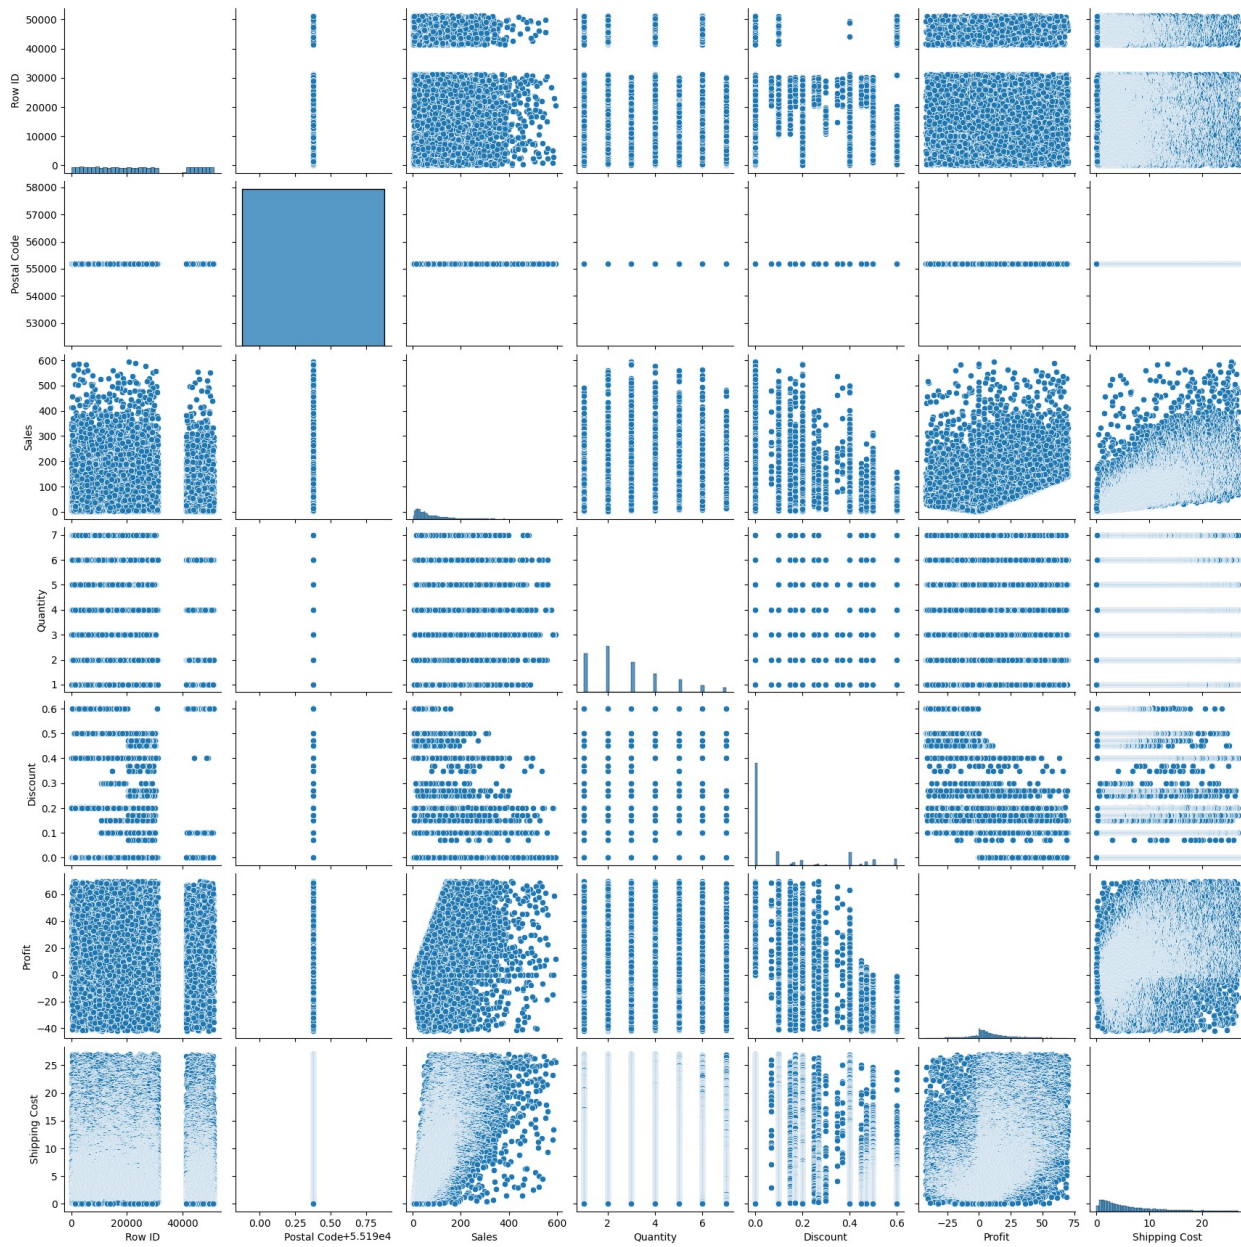 50000
40000
30000
20000
10000
0
Row ID
58000
57000
56000
55000
54000
53000
Postal Code
600
500
400
300
200
100
0
Sales
7
6
5
4
3
2
1
Quantity
0.6
0.5
0.4
0.3
0.2
0.1
0.0
Discount
60
40
20
0
−20
−40
Profit
25
20
15
10
5
0
Shipping Cost
0 20000 40000
Row ID
0.00 0.25 0.50 0.75
Postal Code+5.519e4
0 200 400 600
Sales
2 4 6
Quantity
0.0 0.2 0.4 0.6
Discount
−25 0 25 50 75
Profit
0 10 20
Shipping Cost